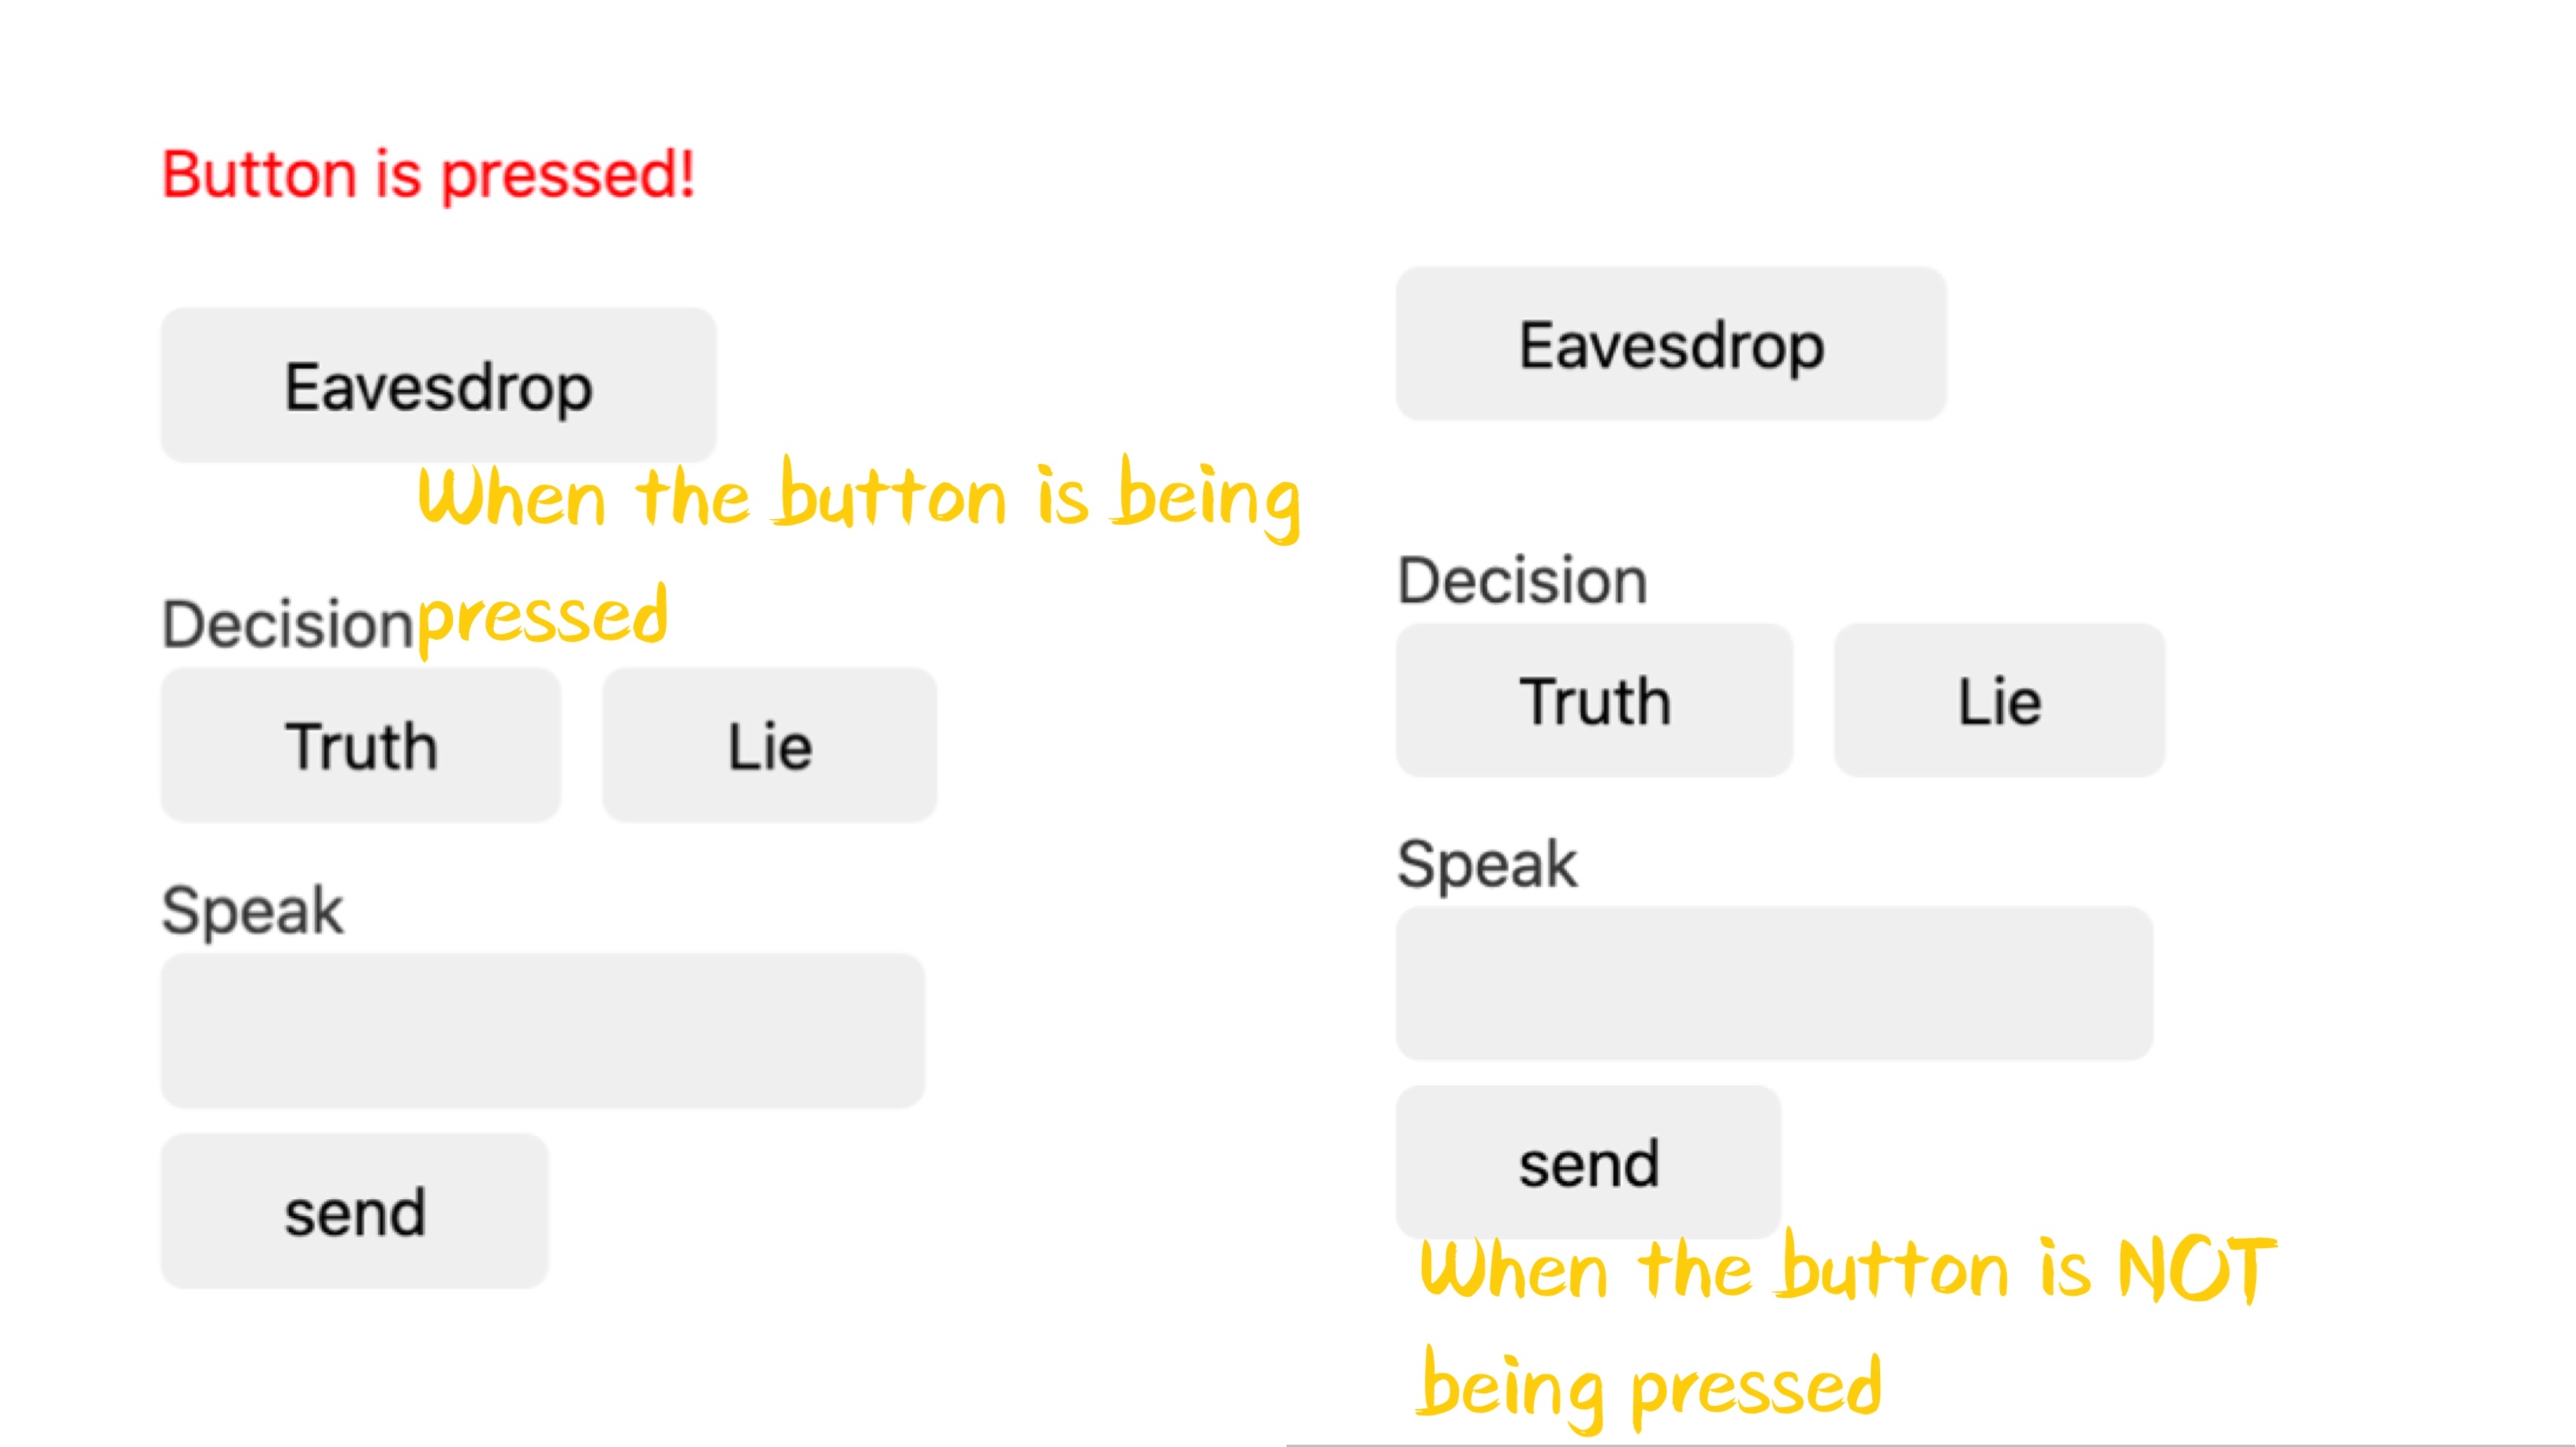 Button is pressed!
Eavesdrop
When the button is being
pressed
Decision
Truth Lie
Speak
send
Eavesdrop
Decision
Truth Lie
Speak
send
When the button is NOT
being pressed